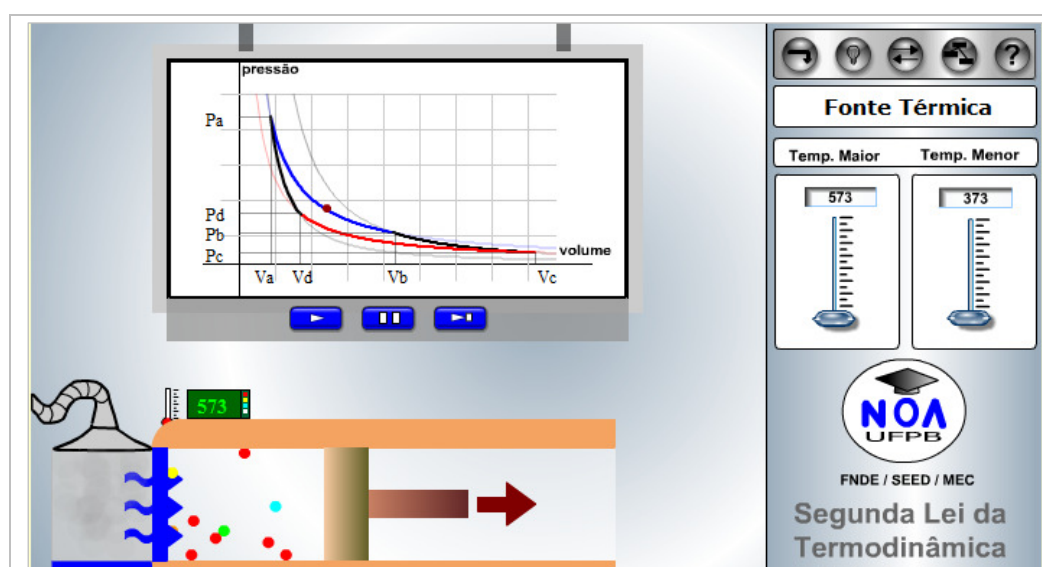 pressão
Pa
Pd
Pb
Pc
volume
Va Vd Vb Vc
573
?
Fonte Térmica
Temp. Maior Temp. Menor
573 373
NOA
UFPB
FNDE / SEED / MEC
Segunda Lei da
Termodinâmica